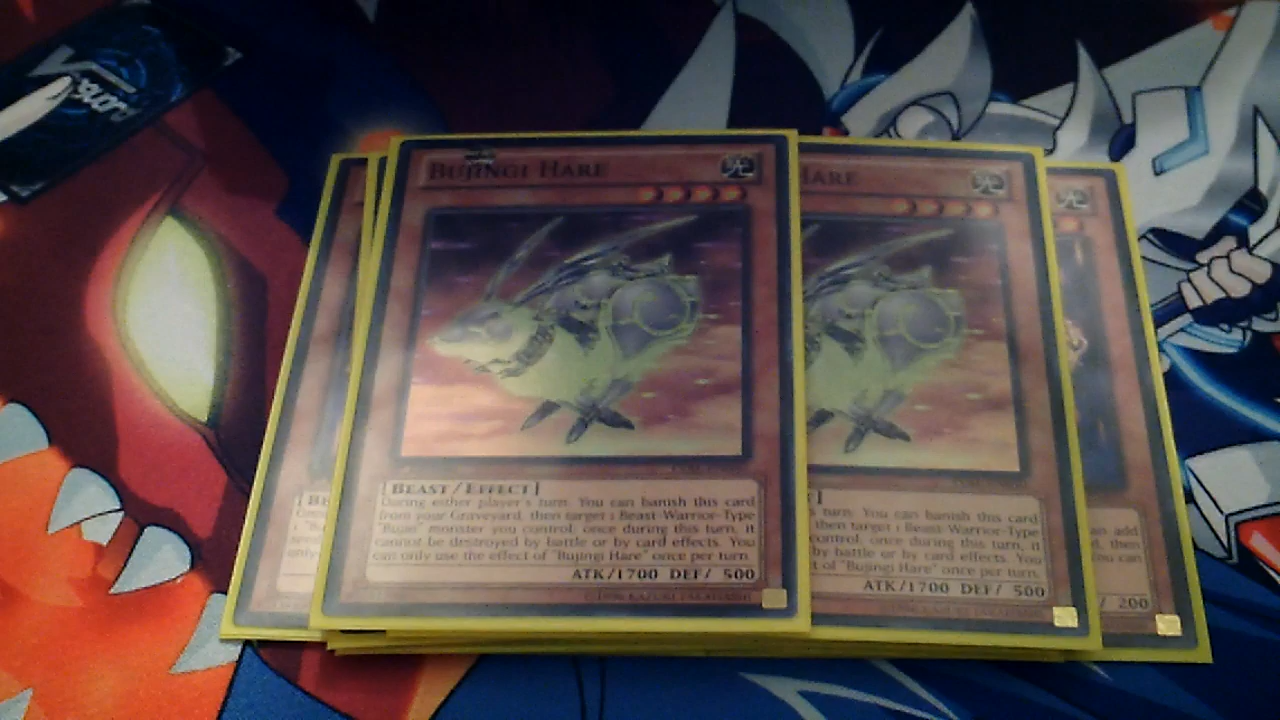 BUJINGI HARE
[BEAST/EFFECT]
During either player's turn: You can banish this card
from your Graveyard, then target 1 Beast-Warrior-Type
"Bujin" monster you control; once during this turn, it
cannot be destroyed by battle or by card effects. You
can only use the effect of "Bujingi Hare" once per turn.
ATK/1700 DEF/ 500
HARE
turn: You can banish this card
then target 1 Beast-Warrior-Type
control; once during this turn, it
by battle or by card effects. You
of "Bujingi Hare" once per turn.
ATK/1700 DEF/ 500
add
then
can
/ 200